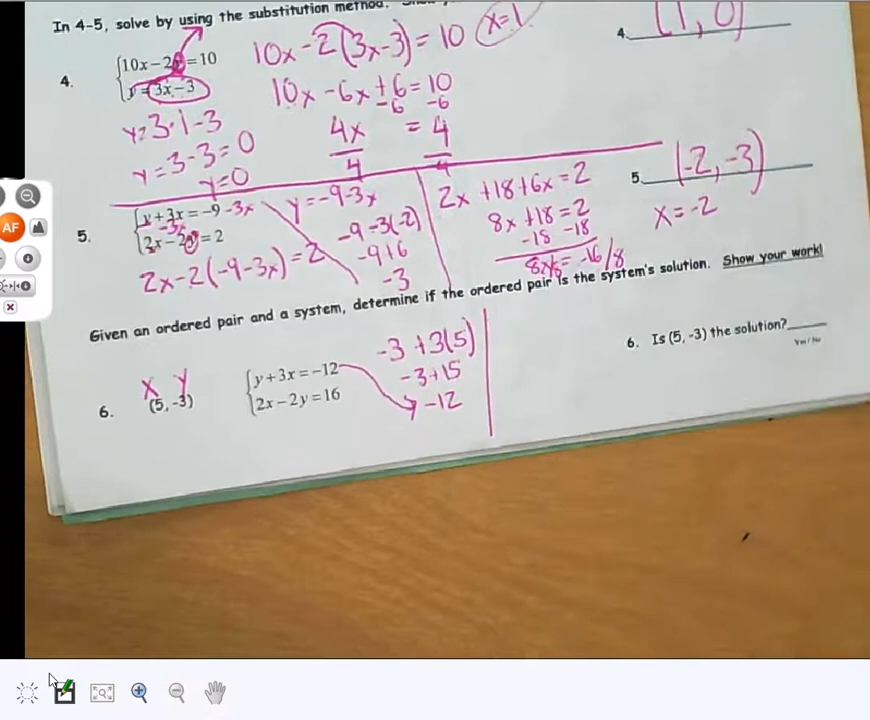 In 4-5, solve by using the substitution method.
4.
10x-2y=10
y=3x-3
10x-2(3x-3)=10
x=1
4. (1,0)
10x-6x+6=10
-6 -6
4x = 4
4 4
y=3·1-3
y=3-3=0
y=0
5.
y+3x=-9-3x
-3x
2x-2y=2
2x-2(-9-3x)=2
y=-9-3x
-9-3(-2)
-9+6
-3
2x+18+6x=2
8x+18=2
-18 -18
8x/8=-16/8
5. (-2,-3)
x=-2
Given an ordered pair and a system, determine if the ordered pair is the system's solution. Show your work!
6.
x y
(5,-3)
y+3x=-12
2x-2y=16
-3+3(5)
-3+15
-12
6. Is (5,-3) the solution?
Yes/No
AF